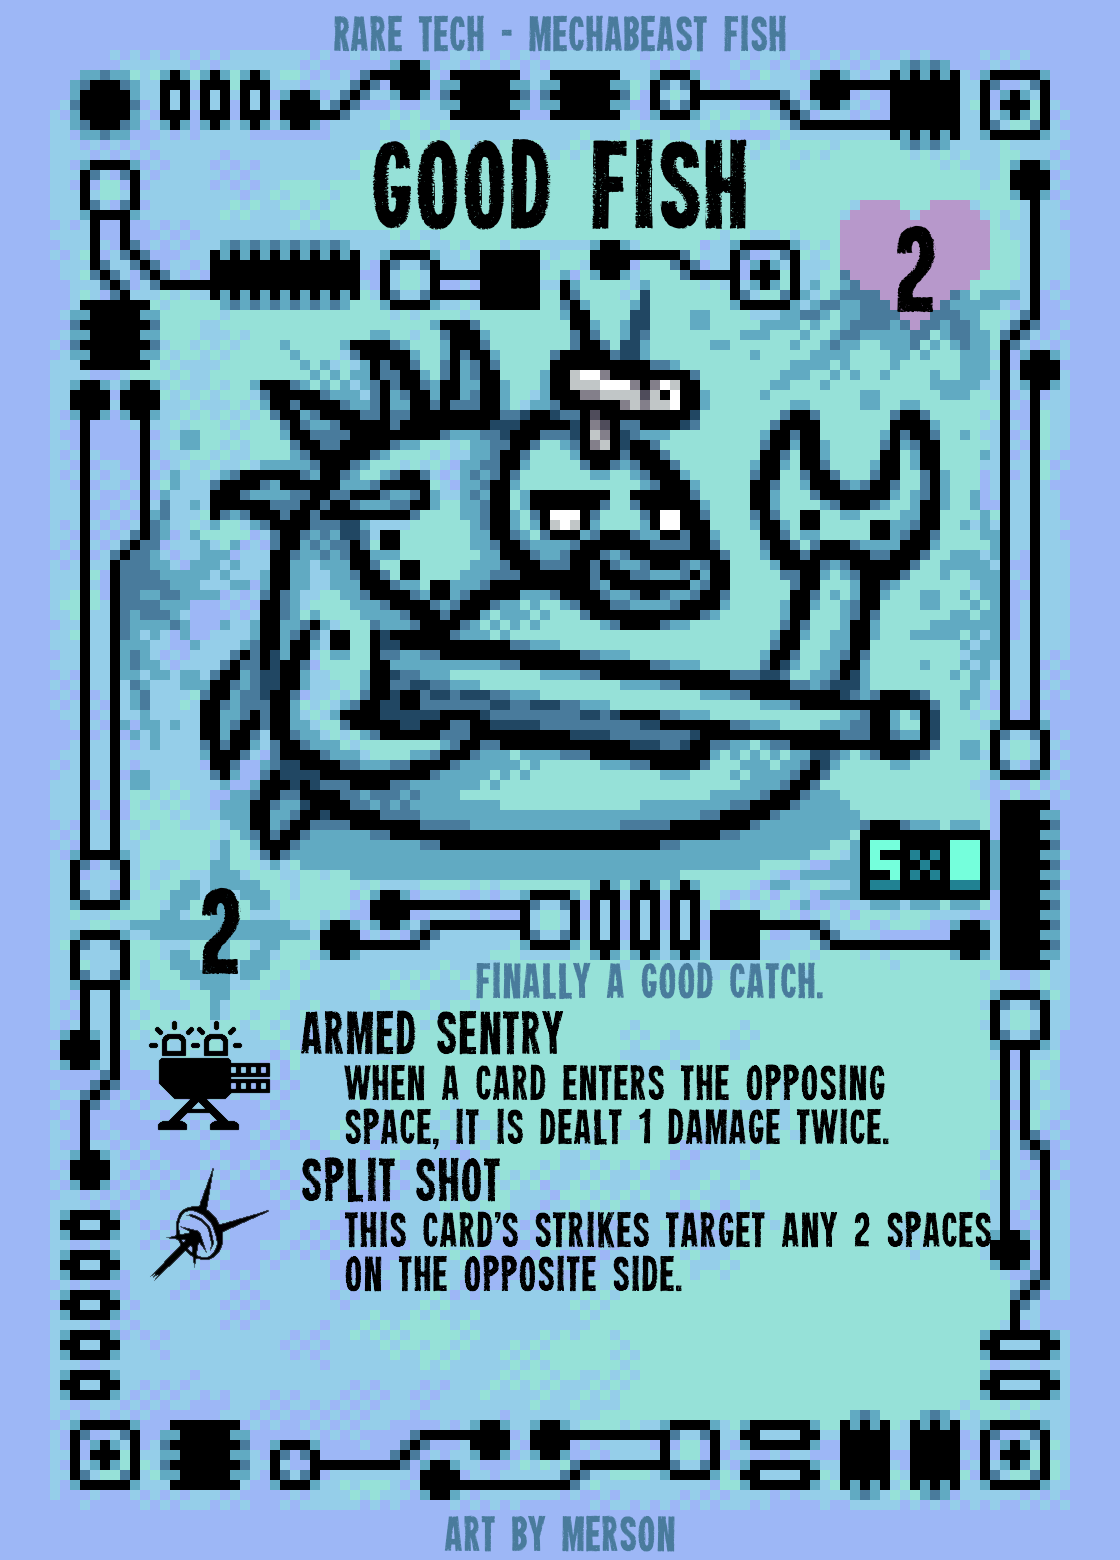 RARE TECH - MECHABEAST FISH
GOOD FISH
2
5x
2
FINALLY A GOOD CATCH.
ARMED SENTRY
WHEN A CARD ENTERS THE OPPOSING
SPACE, IT IS DEALT 1 DAMAGE TWICE.
SPLIT SHOT
THIS CARD'S STRIKES TARGET ANY 2 SPACES
ON THE OPPOSITE SIDE.
ART BY MERSON